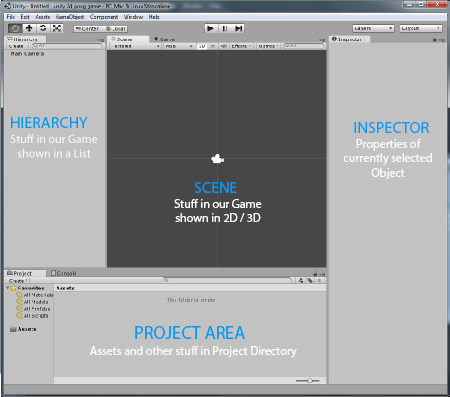 Unity - Untitled - unity 2d pong game - PC, Mac & Linux Standalone
File Edit Assets GameObject Component Window Help
Center Local Layers Layout
Hierarchy Scene Game Inspector
Create All Textured RGB 2D Effects Gizmos
Main Camera
HIERARCHY
Stuff in our Game
shown in a List
SCENE
Stuff in our Game
shown in 2D / 3D
INSPECTOR
Properties of
currently selected
Object
Project Console
Create
Favorites Assets
All Materials This folder is empty
All Models
All Prefabs
All Scripts
Assets
PROJECT AREA
Assets and other stuff in Project Directory